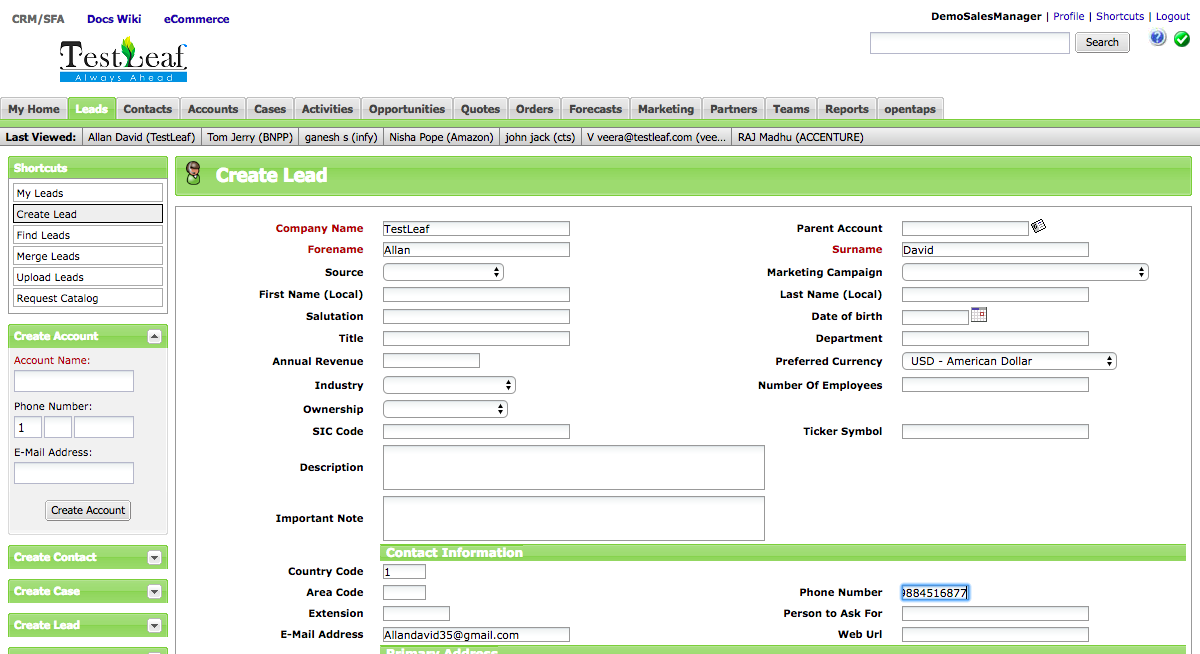 CRM/SFA Docs Wiki eCommerce
DemoSalesManager | Profile | Shortcuts | Logout
TestLeaf
Always Ahead
Search
?
My Home Leads Contacts Accounts Cases Activities Opportunities Quotes Orders Forecasts Marketing Partners Teams Reports opentaps
Last Viewed: Allan David (TestLeaf) Tom Jerry (BNPP) ganesh s (infy) Nisha Pope (Amazon) john jack (cts) V veera@testleaf.com (vee... RAJ Madhu (ACCENTURE)
Shortcuts
My Leads
Create Lead
Find Leads
Merge Leads
Upload Leads
Request Catalog
Create Account
Account Name:
Phone Number:
1
E-Mail Address:
Create Account
Create Contact
Create Case
Create Lead
Create Lead
Company Name TestLeaf Parent Account
Forename Allan Surname David
Source Marketing Campaign
First Name (Local) Last Name (Local)
Salutation Date of birth
Title Department
Annual Revenue Preferred Currency USD - American Dollar
Industry Number Of Employees
Ownership
SIC Code Ticker Symbol
Description
Important Note
Contact Information
Country Code 1
Area Code Phone Number 9884516877
Extension Person to Ask For
E-Mail Address Allandavid35@gmail.com Web Url
Primary Address